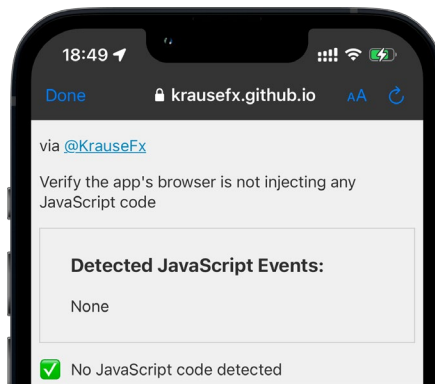 18:49
Done krausefx.github.io AA
via @KrauseFx
Verify the app's browser is not injecting any
JavaScript code
Detected JavaScript Events:
None
No JavaScript code detected